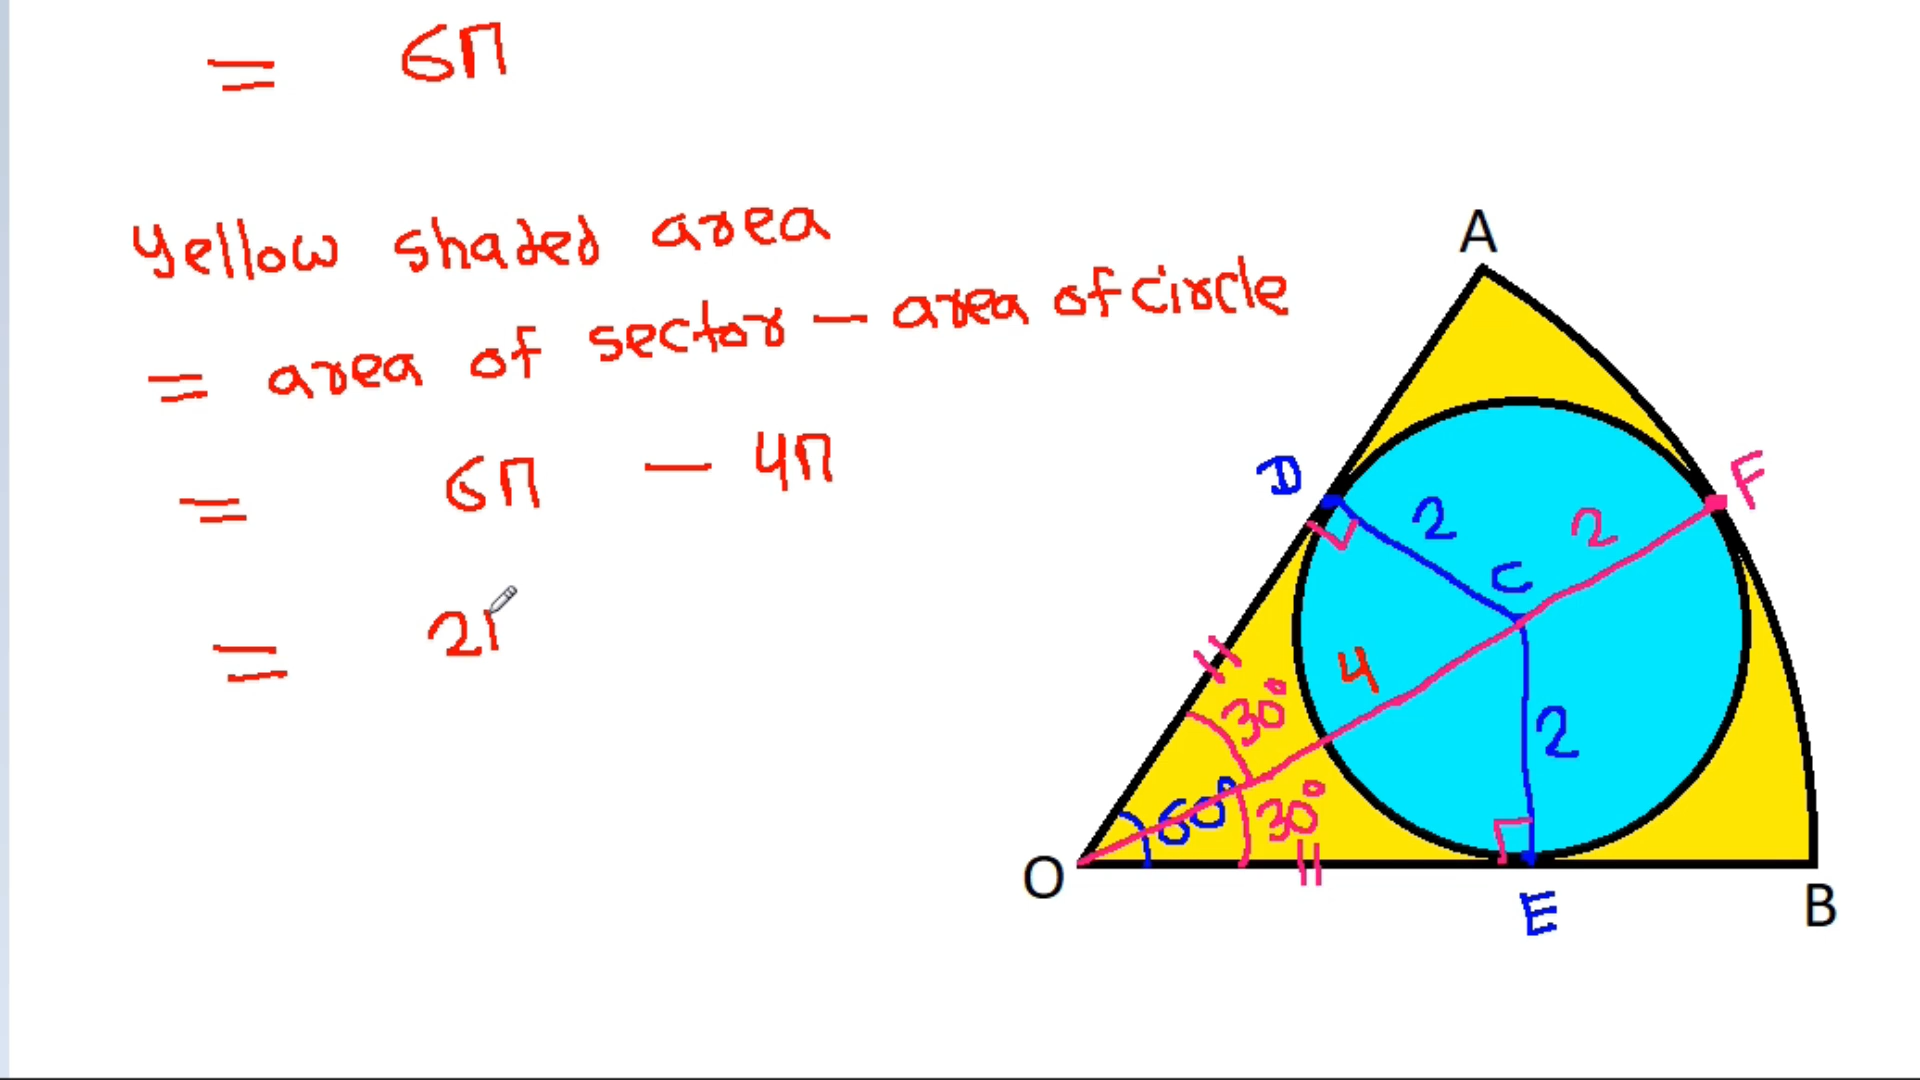 = 6π
Yellow shaded area
= area of sector - area of circle
= 6π - 4π
= 2
A
D
F
2
2
C
4
2
30°
60°
30°
O
B
E